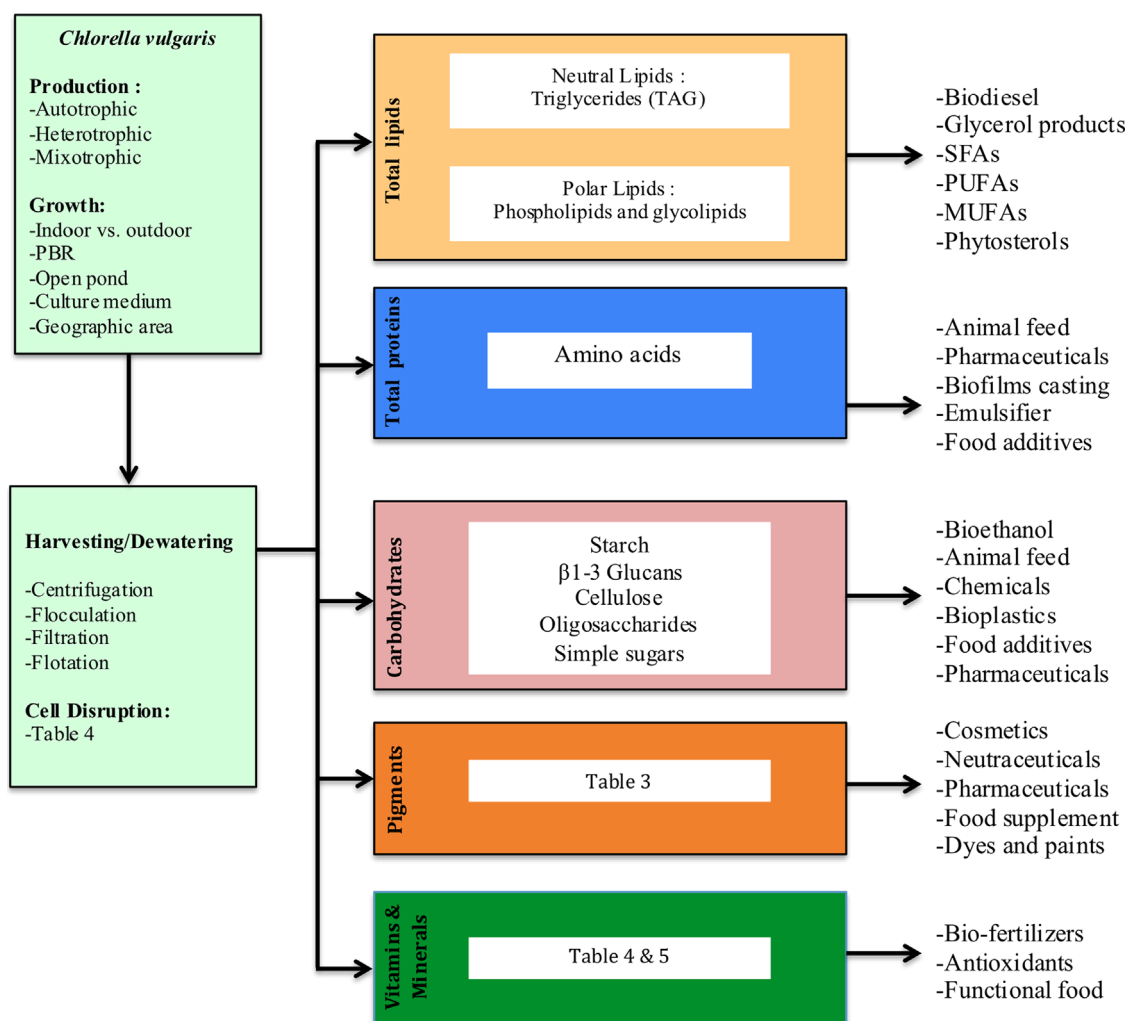 Chlorella vulgaris
Production :
-Autotrophic
-Heterotrophic
-Mixotrophic
Growth:
-Indoor vs. outdoor
-PBR
-Open pond
-Culture medium
-Geographic area
Harvesting/Dewatering
-Centrifugation
-Flocculation
-Filtration
-Flotation
Cell Disruption:
-Table 4
Total lipids
Neutral Lipids :
Triglycerides (TAG)
Polar Lipids :
Phospholipids and glycolipids
-Biodiesel
-Glycerol products
-SFAs
-PUFAs
-MUFAs
-Phytosterols
Total proteins
Amino acids
-Animal feed
-Pharmaceuticals
-Biofilms casting
-Emulsifier
-Food additives
Carbohydrates
Starch
β1-3 Glucans
Cellulose
Oligosaccharides
Simple sugars
-Bioethanol
-Animal feed
-Chemicals
-Bioplastics
-Food additives
-Pharmaceuticals
Pigments
Table 3
-Cosmetics
-Neutraceuticals
-Pharmaceuticals
-Food supplement
-Dyes and paints
Vitamins &
Minerals
Table 4 & 5
-Bio-fertilizers
-Antioxidants
-Functional food